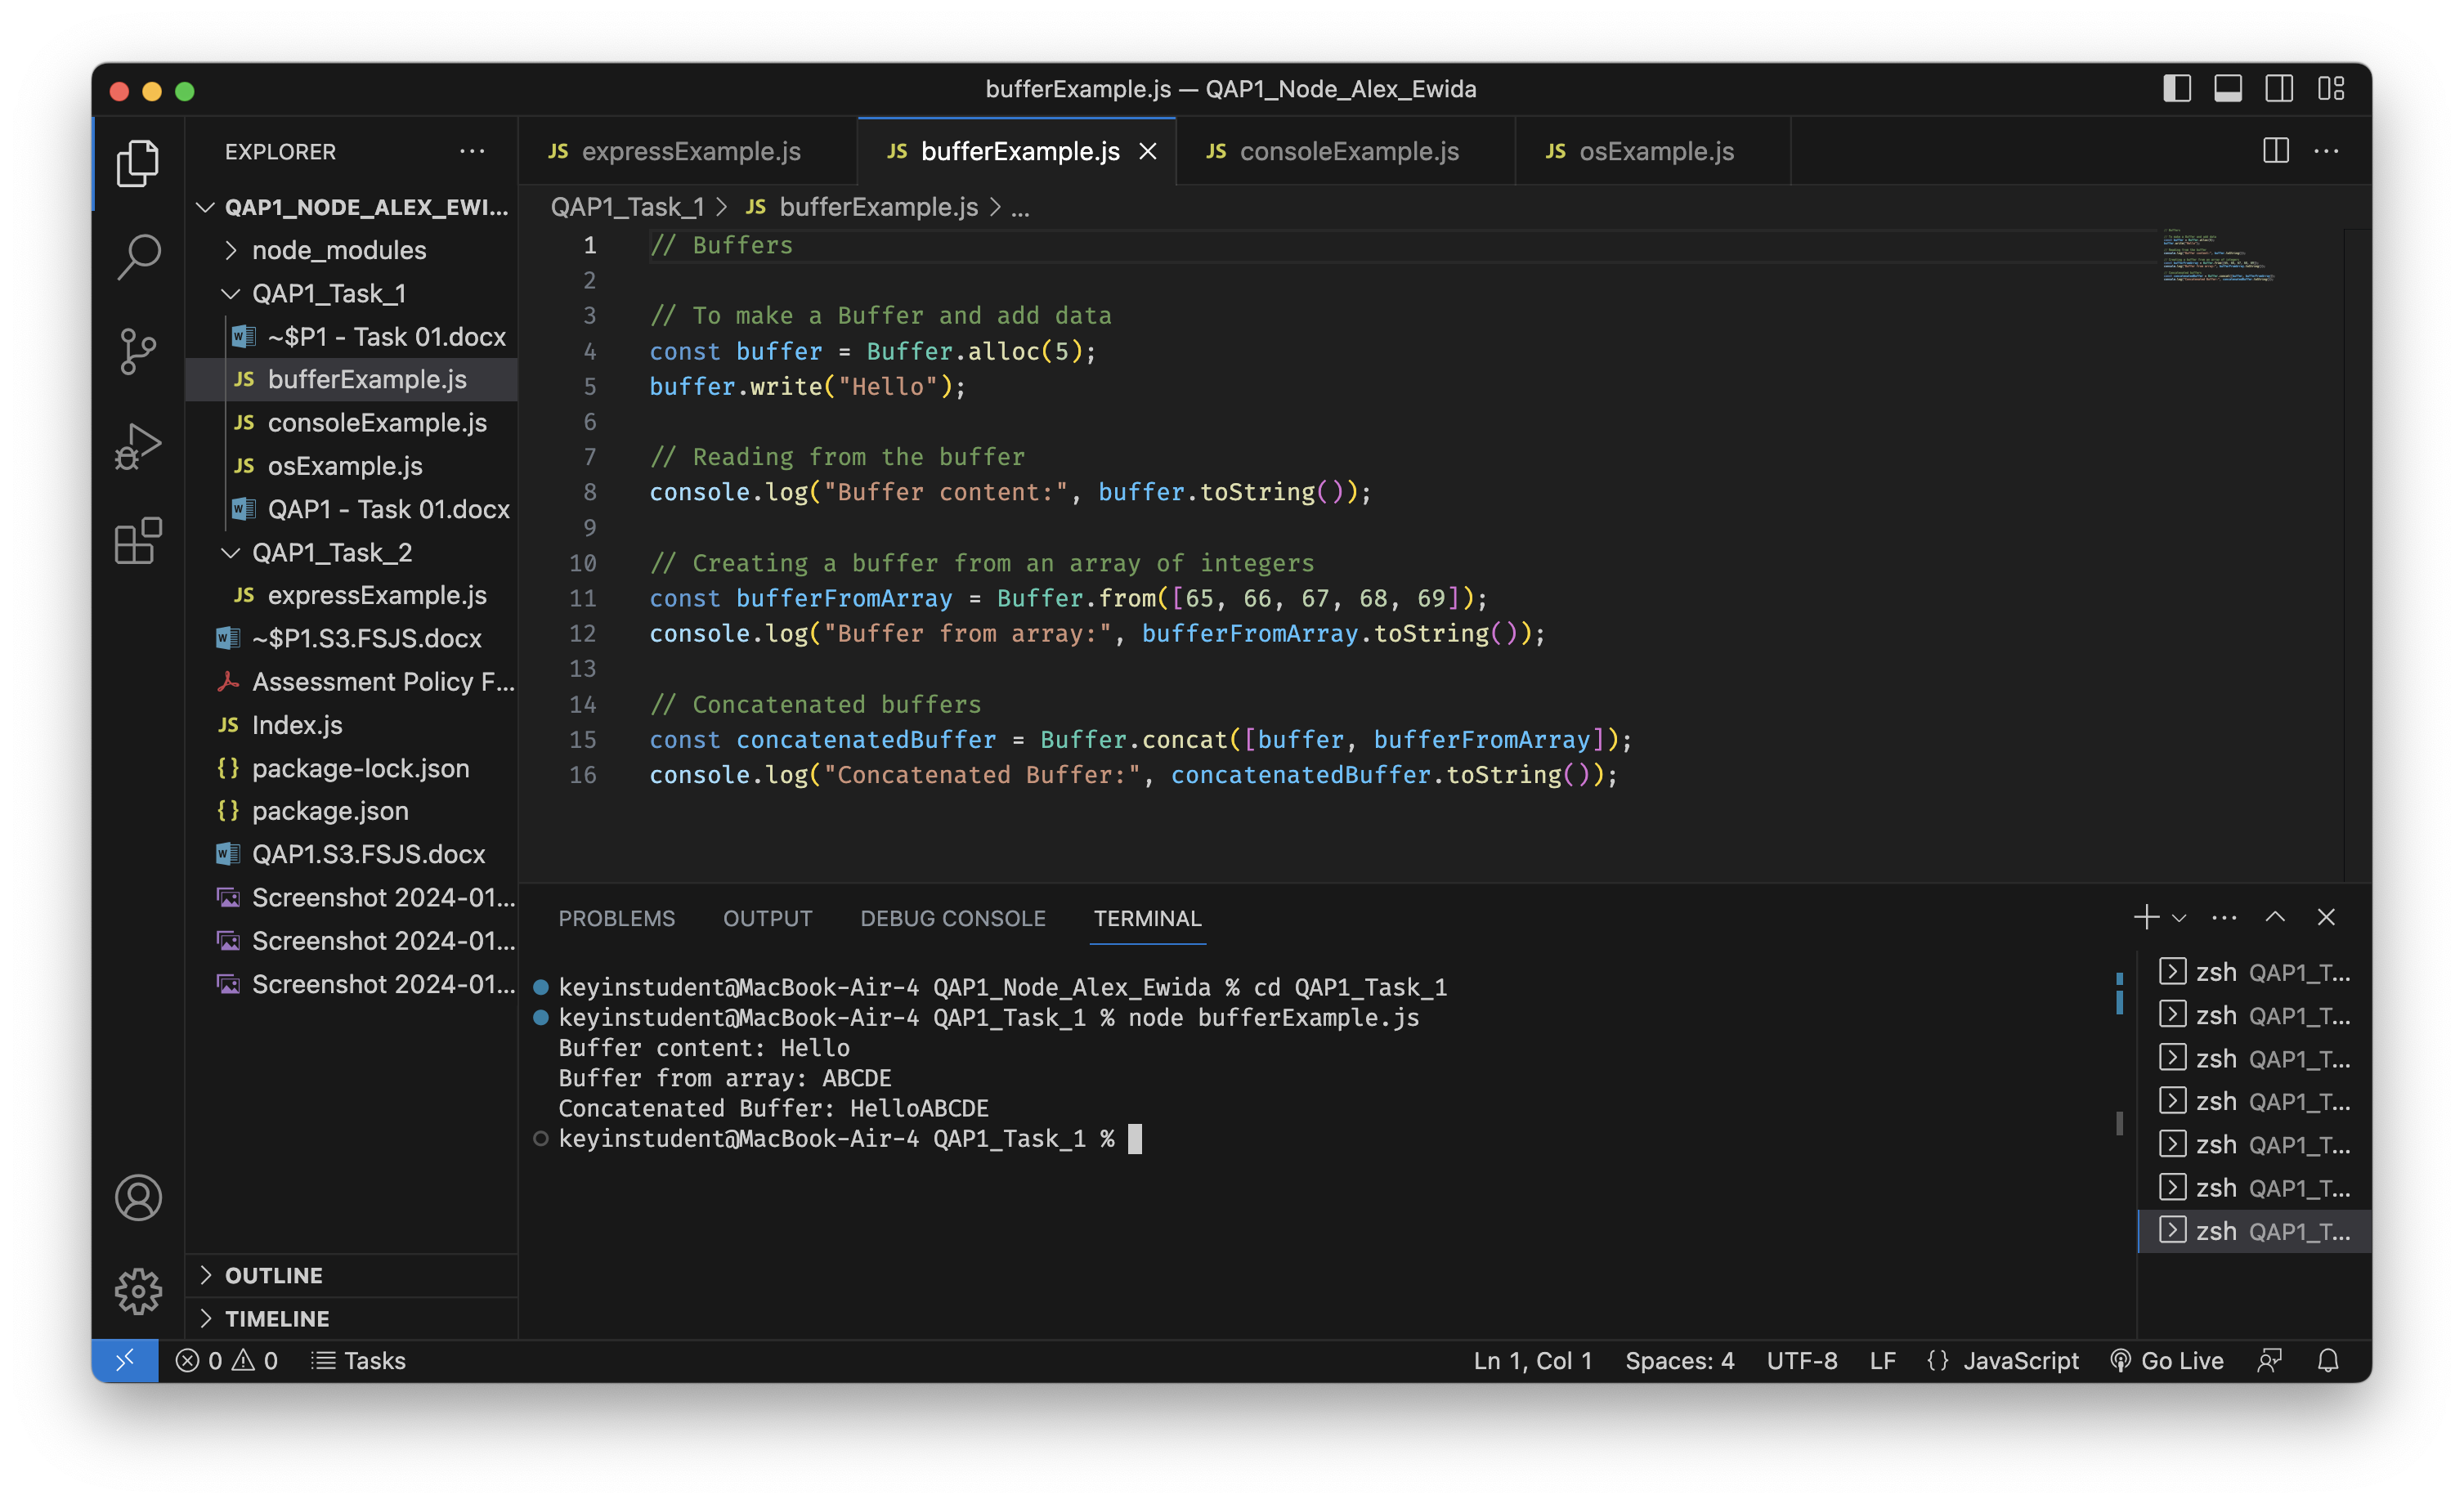 bufferExample.js — QAP1_Node_Alex_Ewida
EXPLORER
QAP1_NODE_ALEX_EWI...
node_modules
QAP1_Task_1
~$P1 - Task 01.docx
JS bufferExample.js
JS consoleExample.js
JS osExample.js
QAP1 - Task 01.docx
QAP1_Task_2
JS expressExample.js
~$P1.S3.FSJS.docx
Assessment Policy F...
JS Index.js
{} package-lock.json
{} package.json
QAP1.S3.FSJS.docx
Screenshot 2024-01...
Screenshot 2024-01...
Screenshot 2024-01...
OUTLINE
TIMELINE
JS expressExample.js
JS bufferExample.js
JS consoleExample.js
JS osExample.js
QAP1_Task_1 > JS bufferExample.js > ...
1 // Buffers
2
3 // To make a Buffer and add data
4 const buffer = Buffer.alloc(5);
5 buffer.write("Hello");
6
7 // Reading from the buffer
8 console.log("Buffer content:", buffer.toString());
9
10 // Creating a buffer from an array of integers
11 const bufferFromArray = Buffer.from([65, 66, 67, 68, 69]);
12 console.log("Buffer from array:", bufferFromArray.toString());
13
14 // Concatenated buffers
15 const concatenatedBuffer = Buffer.concat([buffer, bufferFromArray]);
16 console.log("Concatenated Buffer:", concatenatedBuffer.toString());
PROBLEMS OUTPUT DEBUG CONSOLE TERMINAL
keyinstudent@MacBook-Air-4 QAP1_Node_Alex_Ewida % cd QAP1_Task_1
keyinstudent@MacBook-Air-4 QAP1_Task_1 % node bufferExample.js
Buffer content: Hello
Buffer from array: ABCDE
Concatenated Buffer: HelloABCDE
keyinstudent@MacBook-Air-4 QAP1_Task_1 %
zsh QAP1_T...
zsh QAP1_T...
zsh QAP1_T...
zsh QAP1_T...
zsh QAP1_T...
zsh QAP1_T...
zsh QAP1_T...
0 0 Tasks
Ln 1, Col 1 Spaces: 4 UTF-8 LF {} JavaScript Go Live